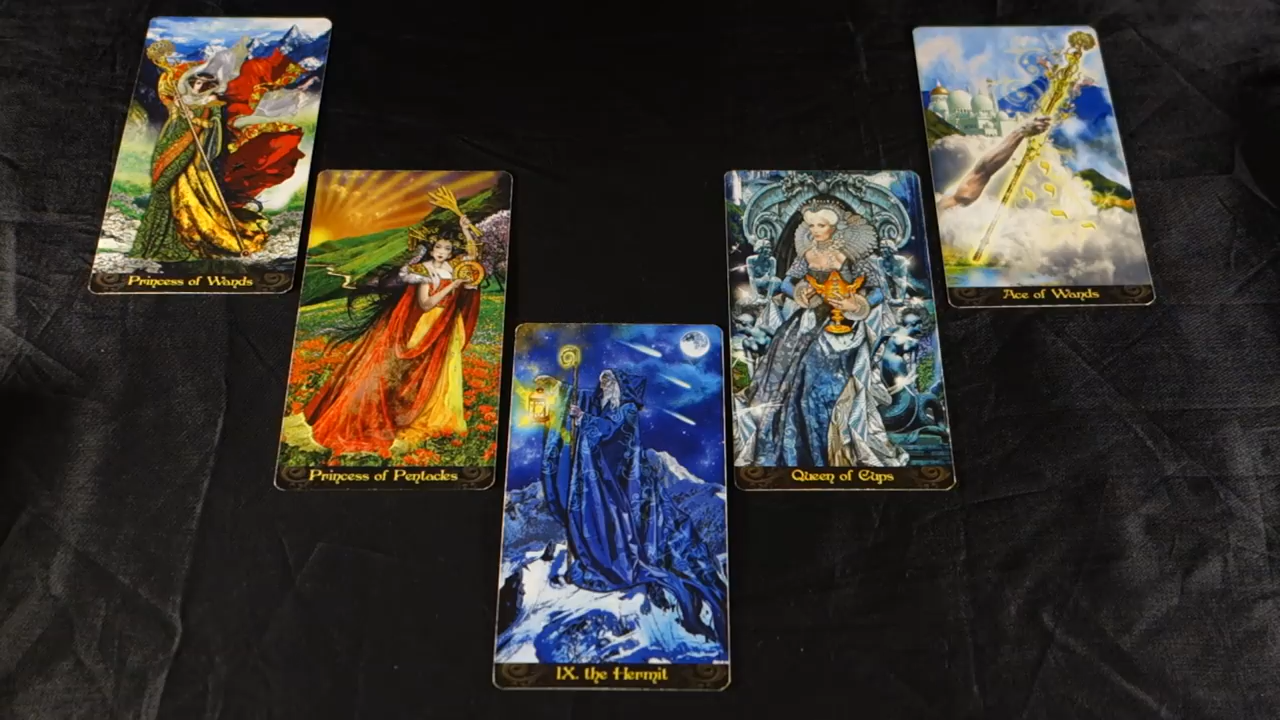 Princess of Wands
Ace of Wands
Princess of Pentacles
Queen of Cups
IX. the Hermit